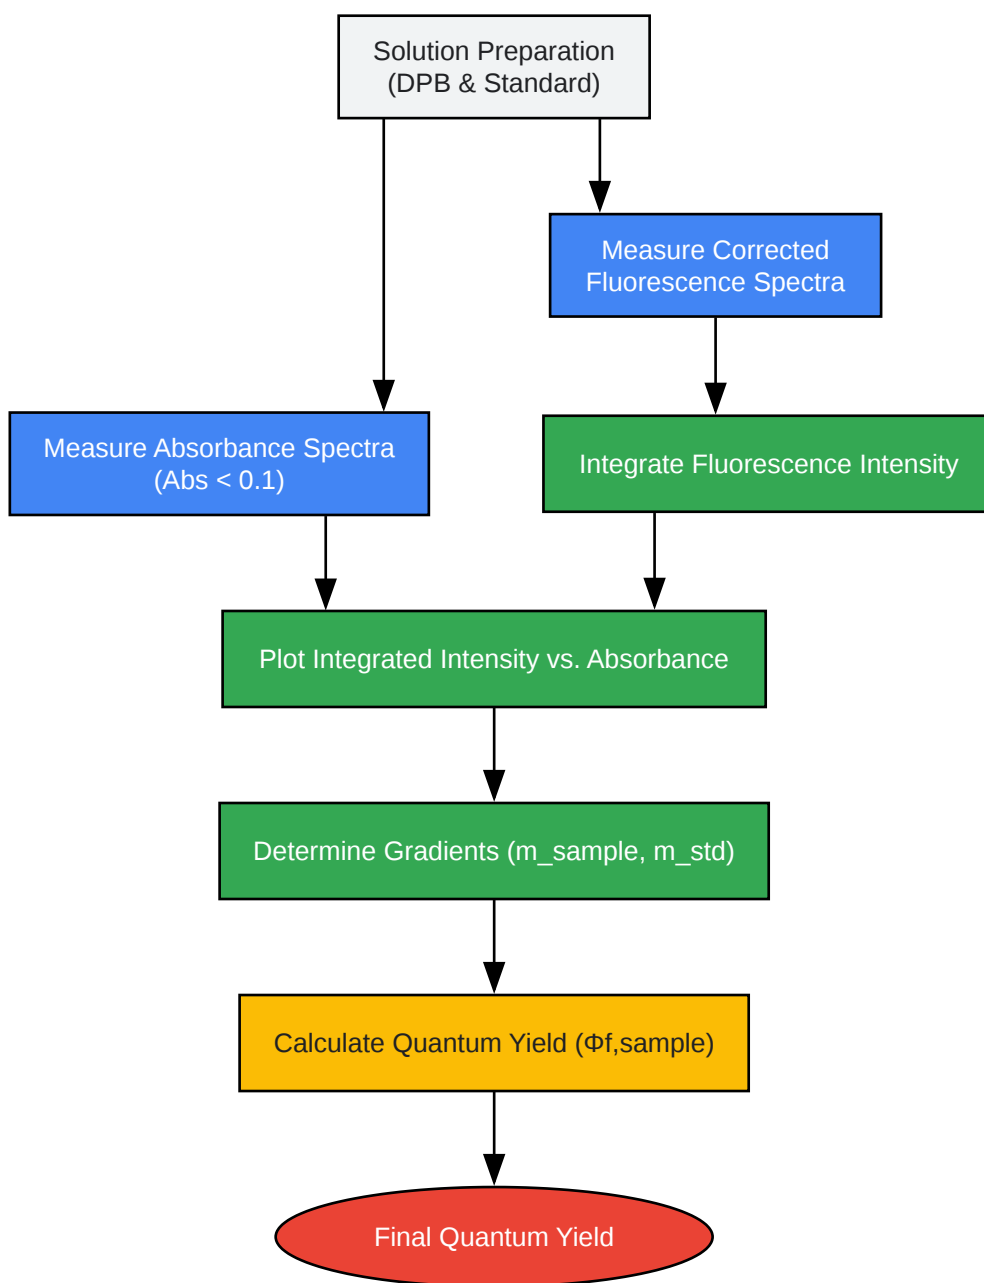 Solution Preparation
(DPB & Standard)
Measure Corrected
Fluorescence Spectra
Measure Absorbance Spectra
(Abs < 0.1)
Integrate Fluorescence Intensity
Plot Integrated Intensity vs. Absorbance
Determine Gradients (m_sample, m_std)
Calculate Quantum Yield (Φf,sample)
Final Quantum Yield